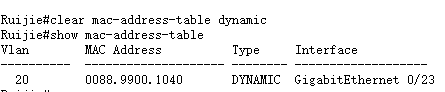 Ruijie#clear mac-address-table dynamic
Ruijie#show mac-address-table
Vlan MAC Address Type Interface
---------- -------------------- -------- -------------------
20 0088.9900.1040 DYNAMIC GigabitEthernet 0/23